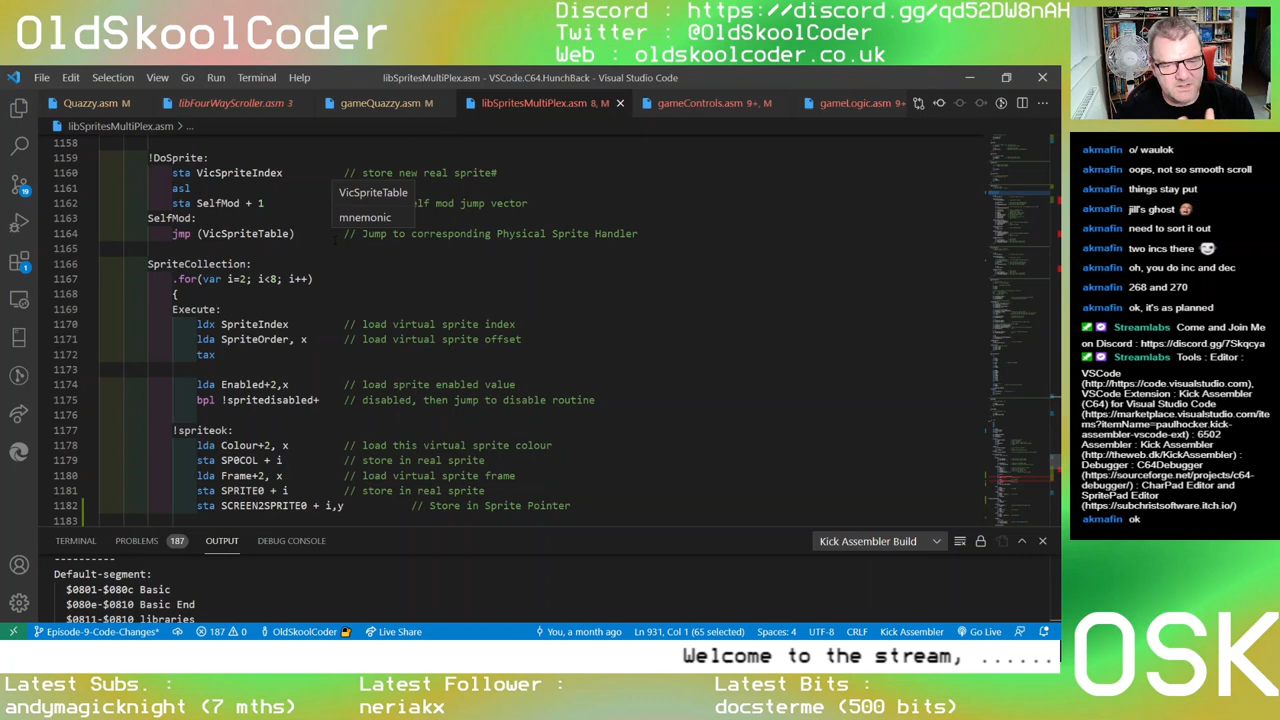 OldSkoolCoder
Discord : https://discord.gg/qd52DW8nAH
Twitter : @OldSkoolCoder
Web : oldskoolcoder.co.uk
File Edit Selection View Go Run Terminal Help
libSpritesMultiPlex.asm - VSCode.C64.HunchBack - Visual Studio Code
Quazzy.asm M
libFourWayScroller.asm 3
gameQuazzy.asm M
libSpritesMultiPlex.asm 8, M
gameControls.asm 9+, M
gameLogic.asm 9+
libSpritesMultiPlex.asm > ...
1158
1159 !DoSprite:
1160 sta VicSpriteIndex // store new real sprite#
1161 asl
1162 sta SelfMod + 1 elf mod jump vector
1163 SelfMod:
1164 jmp (VicSpriteTable) // Jump to corresponding Physical Sprite Handler
1165
1166 SpriteCollection:
1167 .for(var i=2; i<8; i++)
1168 {
1169 Execute:
1170 ldx SpriteIndex // load virtual sprite index
1171 lda SpriteOrder, x // load virtual sprite offset
1172 tax
1173
1174 lda Enabled+2,x // load sprite enabled value
1175 bpl !spritedisabled+ // disabled, then jump to disable routine
1176
1177 !spriteok:
1178 lda Colour+2, x // load this virtual sprite colour
1179 sta SP0COL + i // store in real sprite
1180 lda Frame+2, x // load virtual sprite frame
1181 sta SPRITE0 + i // store in real sprite
1182 sta SCREEN2SPRITE0 + i,y // Store in Sprite Pointer
1183
VicSpriteTable
mnemonic
19
1
TERMINAL PROBLEMS 187 OUTPUT DEBUG CONSOLE
Kick Assembler Build
----------
Default-segment:
$0801-$080c Basic
$080e-$0810 Basic End
$0811-$0810 libraries
Episode-9-Code-Changes* 187 0 OldSkoolCoder Live Share You, a month ago Ln 931, Col 1 (65 selected) Spaces: 4 UTF-8 CRLF Kick Assembler Go Live
akmafin o/ waulok
akmafin oops, not so smooth scroll
akmafin things stay put
akmafin jill's ghost
akmafin need to sort it out
akmafin two incs there
akmafin oh, you do inc and dec
akmafin 268 and 270
akmafin ok, it's as planned
Streamlabs Come and Join Me
on Discord : https://discord.gg/7Skqcya
Streamlabs Tools : Editor :
VSCode
(http://https://code.visualstudio.com),
VSCode Extension : Kick Assembler
(C64) for Visual Studio Code
(https://marketplace.visualstudio.com/ite
ms?itemName=paulhocker.kick-
assembler-vscode-ext) : 6502
Assembler : Kick Assembler
(http://theweb.dk/KickAssembler) :
Debugger : C64Debugger
(https://sourceforge.net/projects/c64-
debugger/) : CharPad Editor and
SpritePad Editor
(https://subchristsoftware.itch.io/)
akmafin ok
OSK
Welcome to the stream, ......
Latest Subs. :
andymagicknight (7 mths)
Latest Follower :
neriakx
Latest Bits :
docsterme (500 bits)